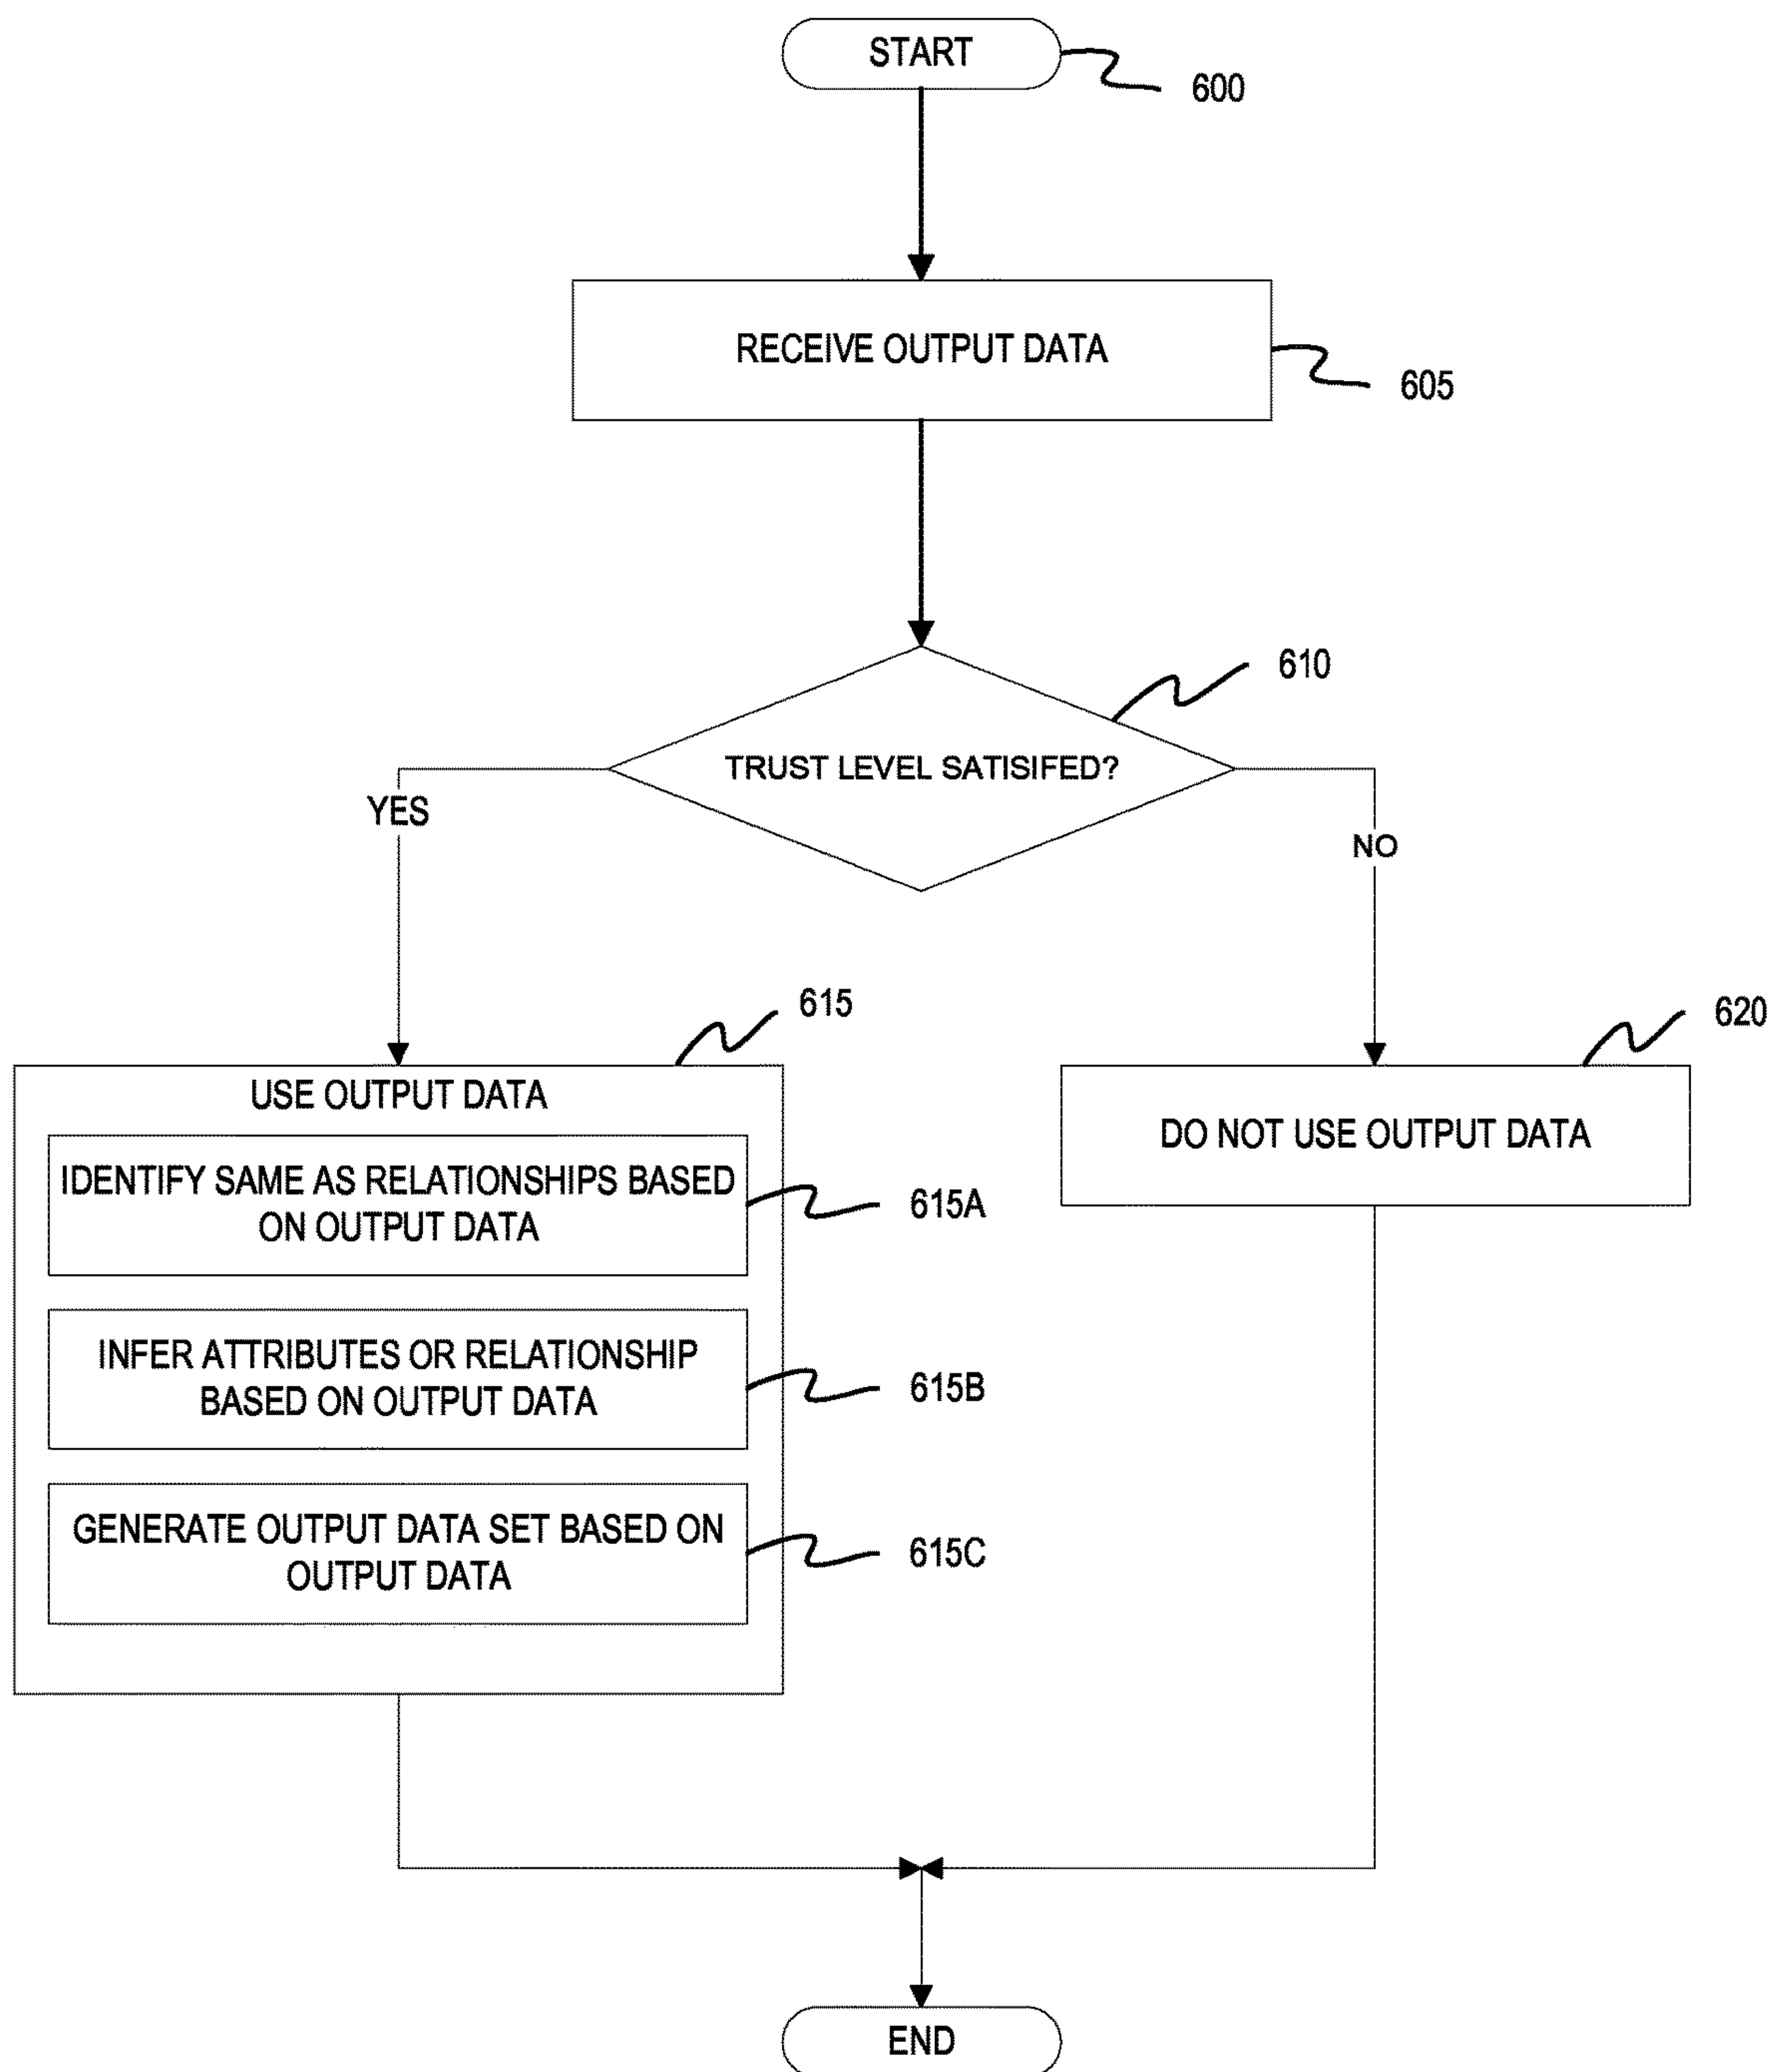 START
600
RECEIVE OUTPUT DATA
605
610
TRUST LEVEL SATISIFED?
YES
NO
615
620
USE OUTPUT DATA
DO NOT USE OUTPUT DATA
IDENTIFY SAME AS RELATIONSHIPS BASED
ON OUTPUT DATA
615A
INFER ATTRIBUTES OR RELATIONSHIP
BASED ON OUTPUT DATA
615B
GENERATE OUTPUT DATA SET BASED ON
OUTPUT DATA
615C
END